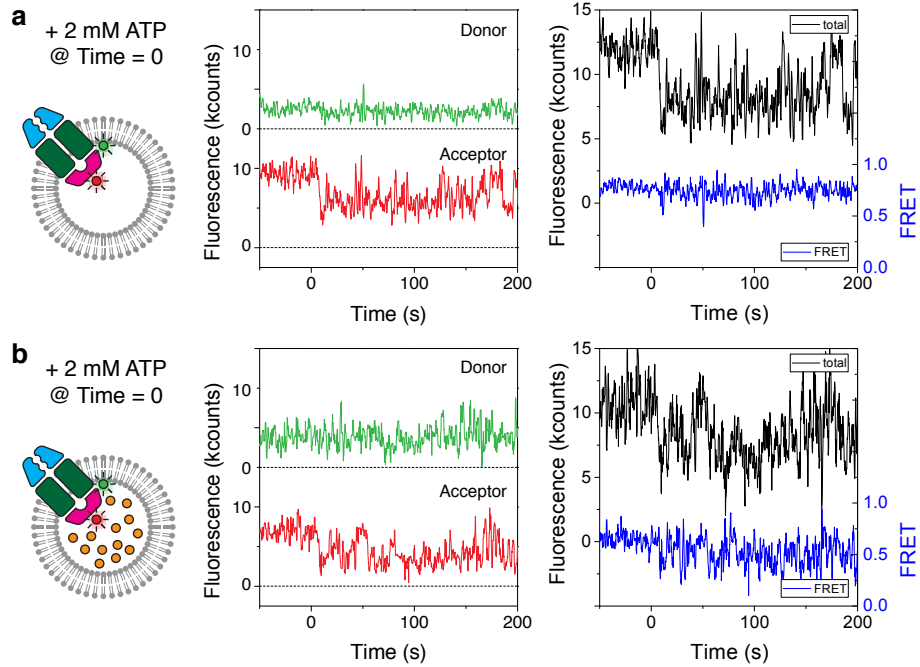 a
+ 2 mM ATP
@ Time = 0
Fluorescence (kcounts)
10
0
10
0
Donor
Acceptor
0
100
200
Time (s)
Fluorescence (kcounts)
15
10
5
0
total
FRET
1.0
0.5
0.0
FRET
0
100
200
Time (s)
b
+ 2 mM ATP
@ Time = 0
Fluorescence (kcounts)
10
0
10
0
Donor
Acceptor
0
100
200
Time (s)
Fluorescence (kcounts)
15
10
5
0
total
FRET
1.0
0.5
0.0
FRET
0
100
200
Time (s)